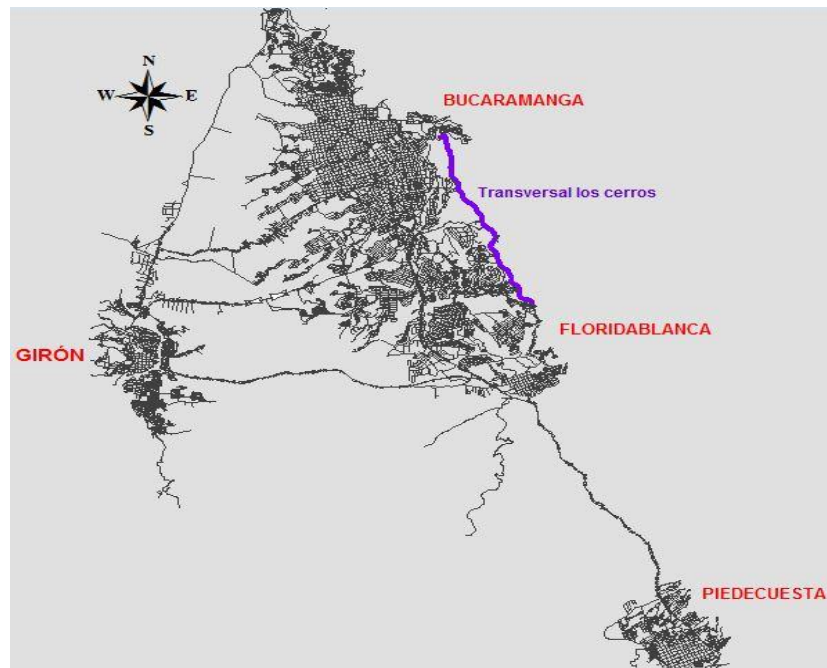 N
W E
S
BUCARAMANGA
Transversal los cerros
FLORIDABLANCA
GIRÓN
PIEDECUESTA